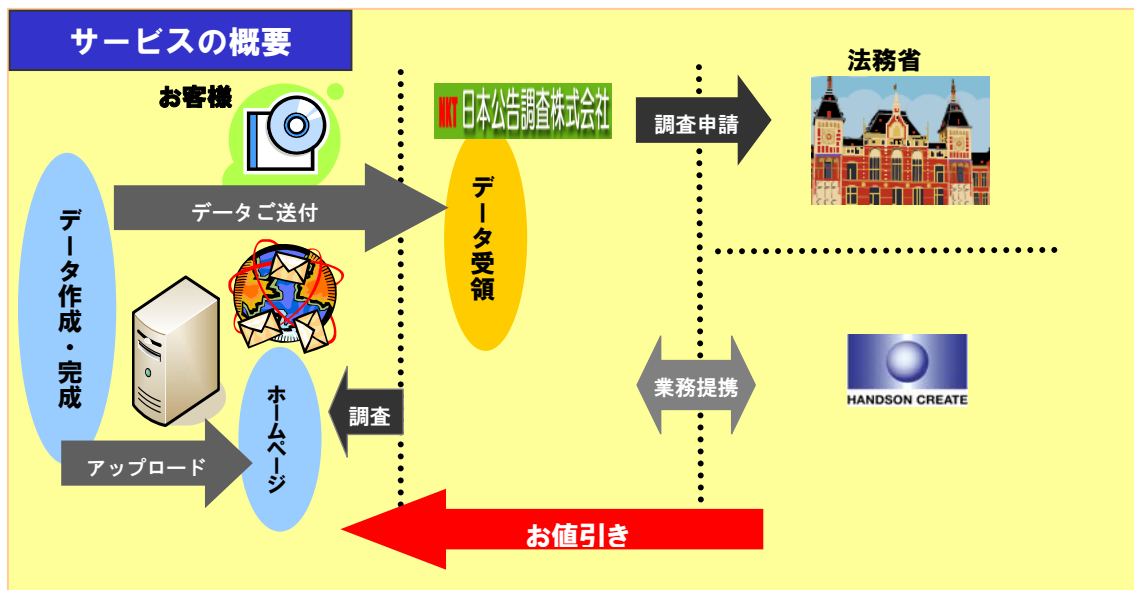 サービスの概要
お客様
NKT 日本公告調査株式会社
調査申請
法務省
データご送付
データ受領
データ作成・完成
ホームページ
調査
業務提携
HANDSON CREATE
アップロード
お値引き